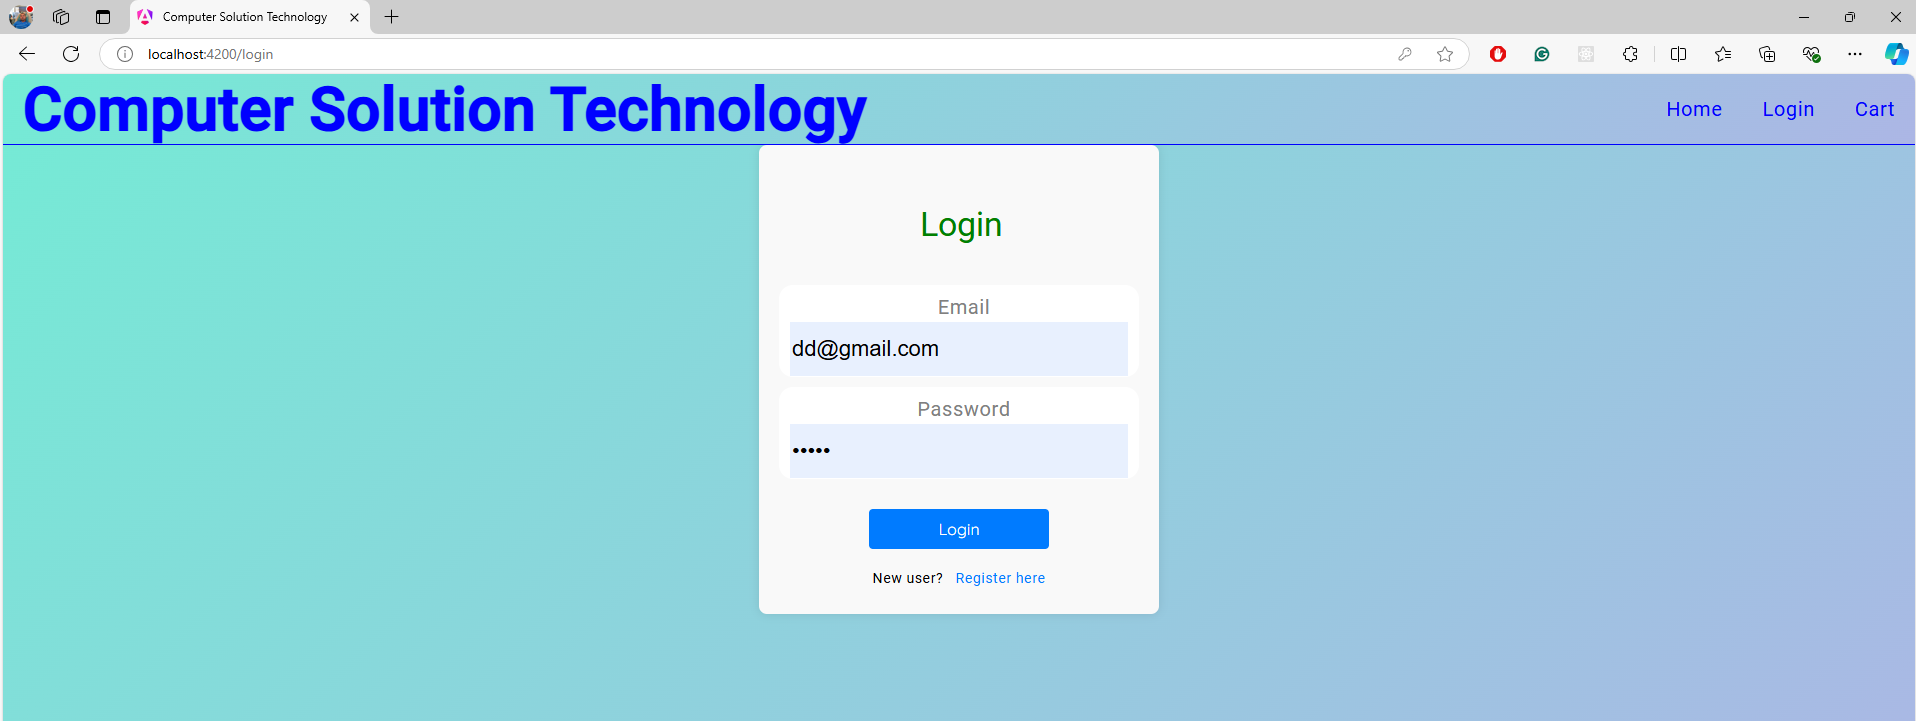 Computer Solution Technology
localhost:4200/login
Computer Solution Technology
Home Login Cart
Login
Email
dd@gmail.com
Password
•••••
Login
New user? Register here